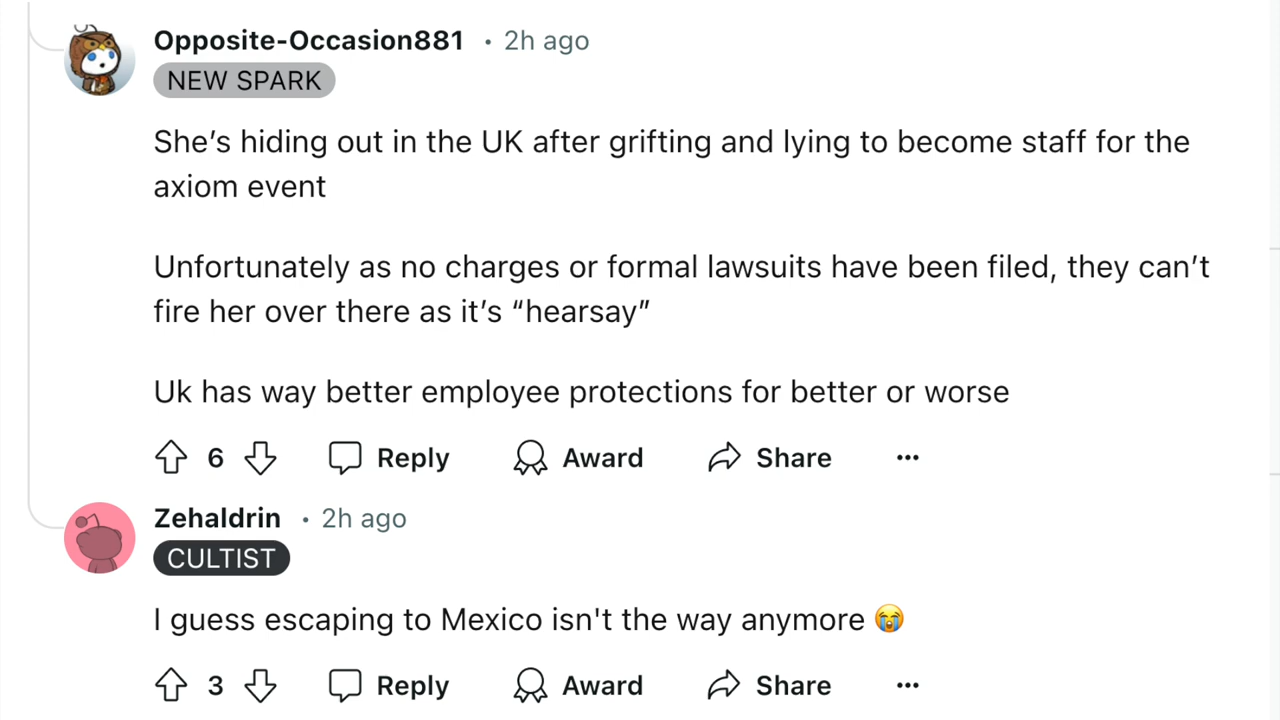 Opposite-Occasion881 • 2h ago
NEW SPARK
She’s hiding out in the UK after grifting and lying to become staff for the
axiom event
Unfortunately as no charges or formal lawsuits have been filed, they can’t
fire her over there as it’s “hearsay”
Uk has way better employee protections for better or worse
6 Reply Award Share ···
Zehaldrin • 2h ago
CULTIST
I guess escaping to Mexico isn't the way anymore 😭
3 Reply Award Share ···